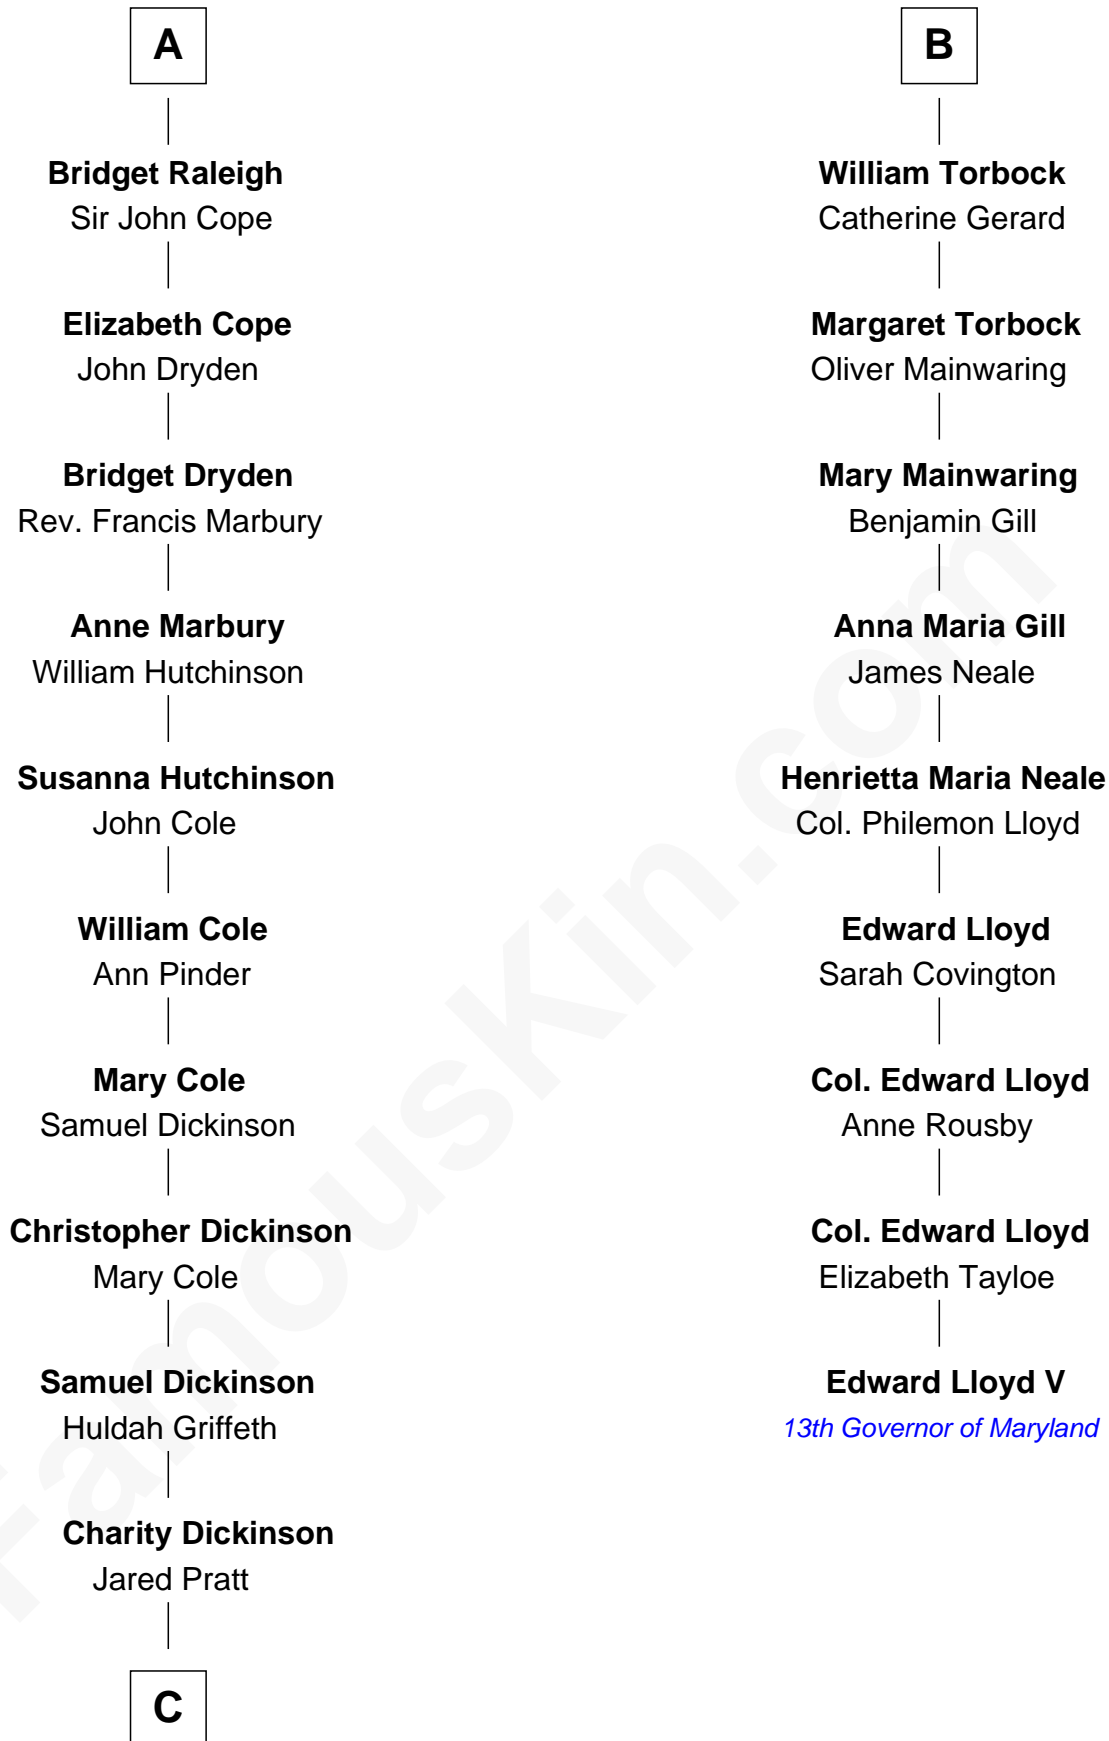 A
Bridget Raleigh
Sir John Cope
Elizabeth Cope
John Dryden
Bridget Dryden
Rev. Francis Marbury
Anne Marbury
William Hutchinson
Susanna Hutchinson
John Cole
William Cole
Ann Pinder
Mary Cole
Samuel Dickinson
Christopher Dickinson
Mary Cole
Samuel Dickinson
Huldah Griffeth
Charity Dickinson
Jared Pratt
C
B
William Torbock
Catherine Gerard
Margaret Torbock
Oliver Mainwaring
Mary Mainwaring
Benjamin Gill
Anna Maria Gill
James Neale
Henrietta Maria Neale
Col. Philemon Lloyd
Edward Lloyd
Sarah Covington
Col. Edward Lloyd
Anne Rousby
Col. Edward Lloyd
Elizabeth Tayloe
Edward Lloyd V
13th Governor of Maryland
FamousKin.com